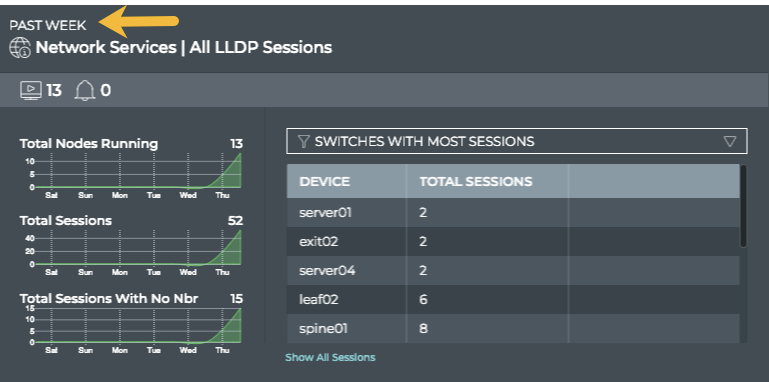 PAST WEEK
Network Services | All LLDP Sessions
13 0
Total Nodes Running 13
10
5
0
Sat Sun Mon Tue Wed Thu
Total Sessions 52
40
20
0
Sat Sun Mon Tue Wed Thu
Total Sessions With No Nbr 15
15
10
5
0
Sat Sun Mon Tue Wed Thu
SWITCHES WITH MOST SESSIONS
DEVICE TOTAL SESSIONS
server01 2
exit02 2
server04 2
leaf02 6
spine01 8
Show All Sessions